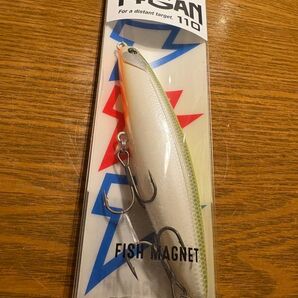 For a distant target.
110
FISH MAGNET